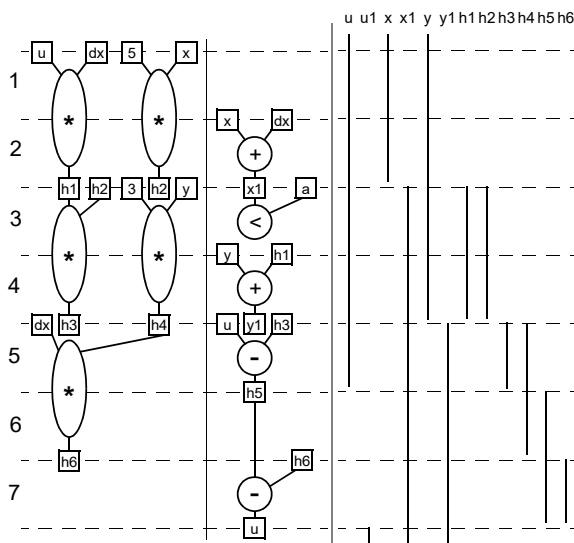 u u1 x x1 y y1 h1 h2 h3 h4 h5 h6
u dx 5 x
1
* *
x dx
2
+
h1 h2 3 h2 y x1 a
3
<
* *
y h1
4
+
dx h3 h4 u y1 h3
5
-
*
h5
6
h6 h6
7
-
u